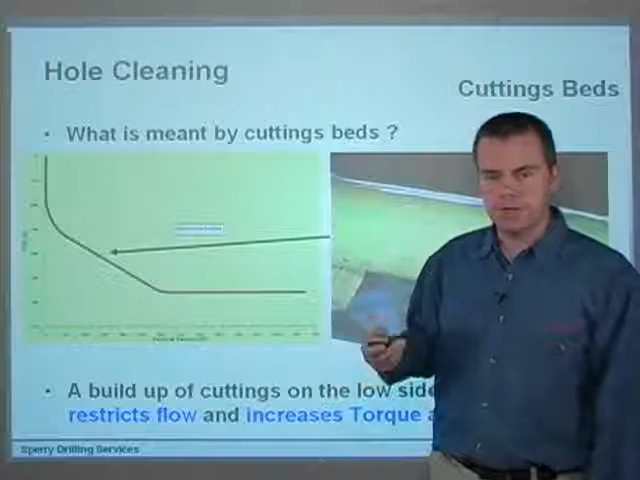 Hole Cleaning
Cuttings Beds
• What is meant by cuttings beds ?
• A build up of cuttings on the low side
restricts flow and increases Torque
Sperry Drilling Services